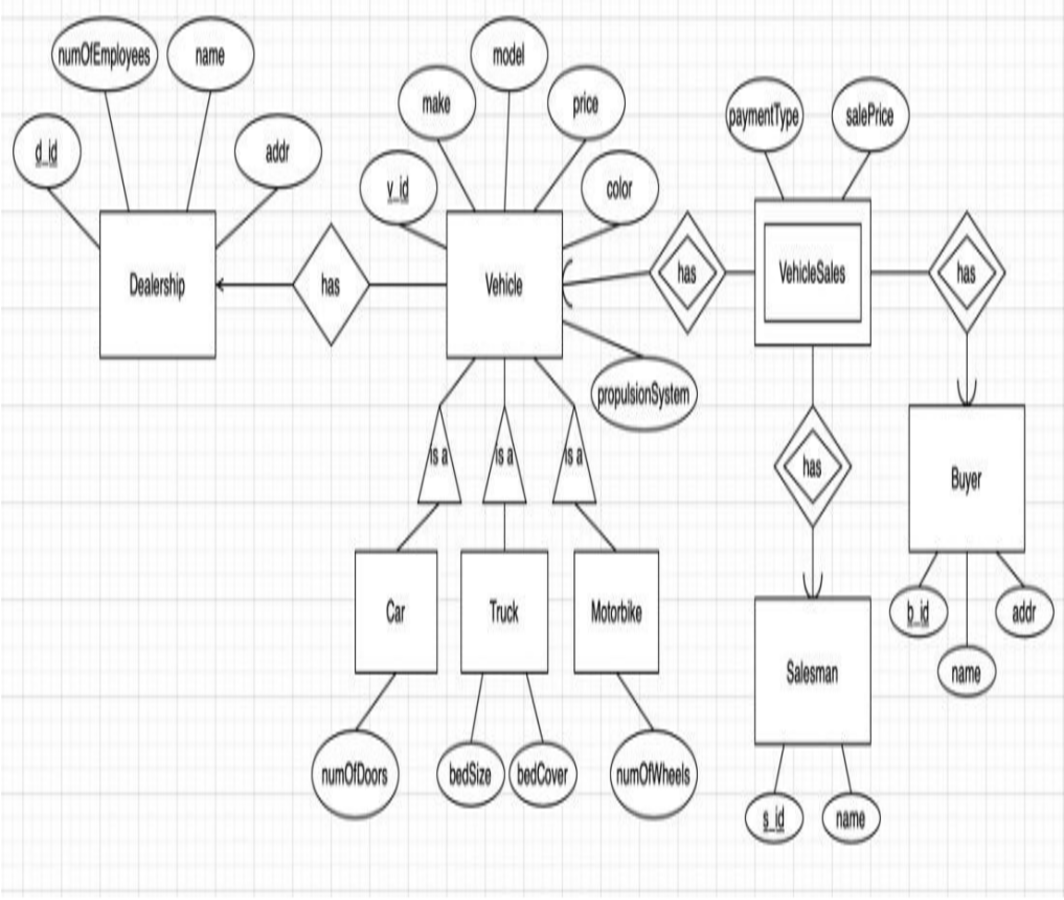 numOfEmployees
name
d_id
addr
Dealership
has
model
make
price
v_id
color
Vehicle
propulsionSystem
has
paymentType
salePrice
VehicleSales
has
has
Buyer
b_id
name
addr
Salesman
s_id
name
is a
is a
is a
Car
Truck
Motorbike
numOfDoors
bedSize
bedCover
numOfWheels